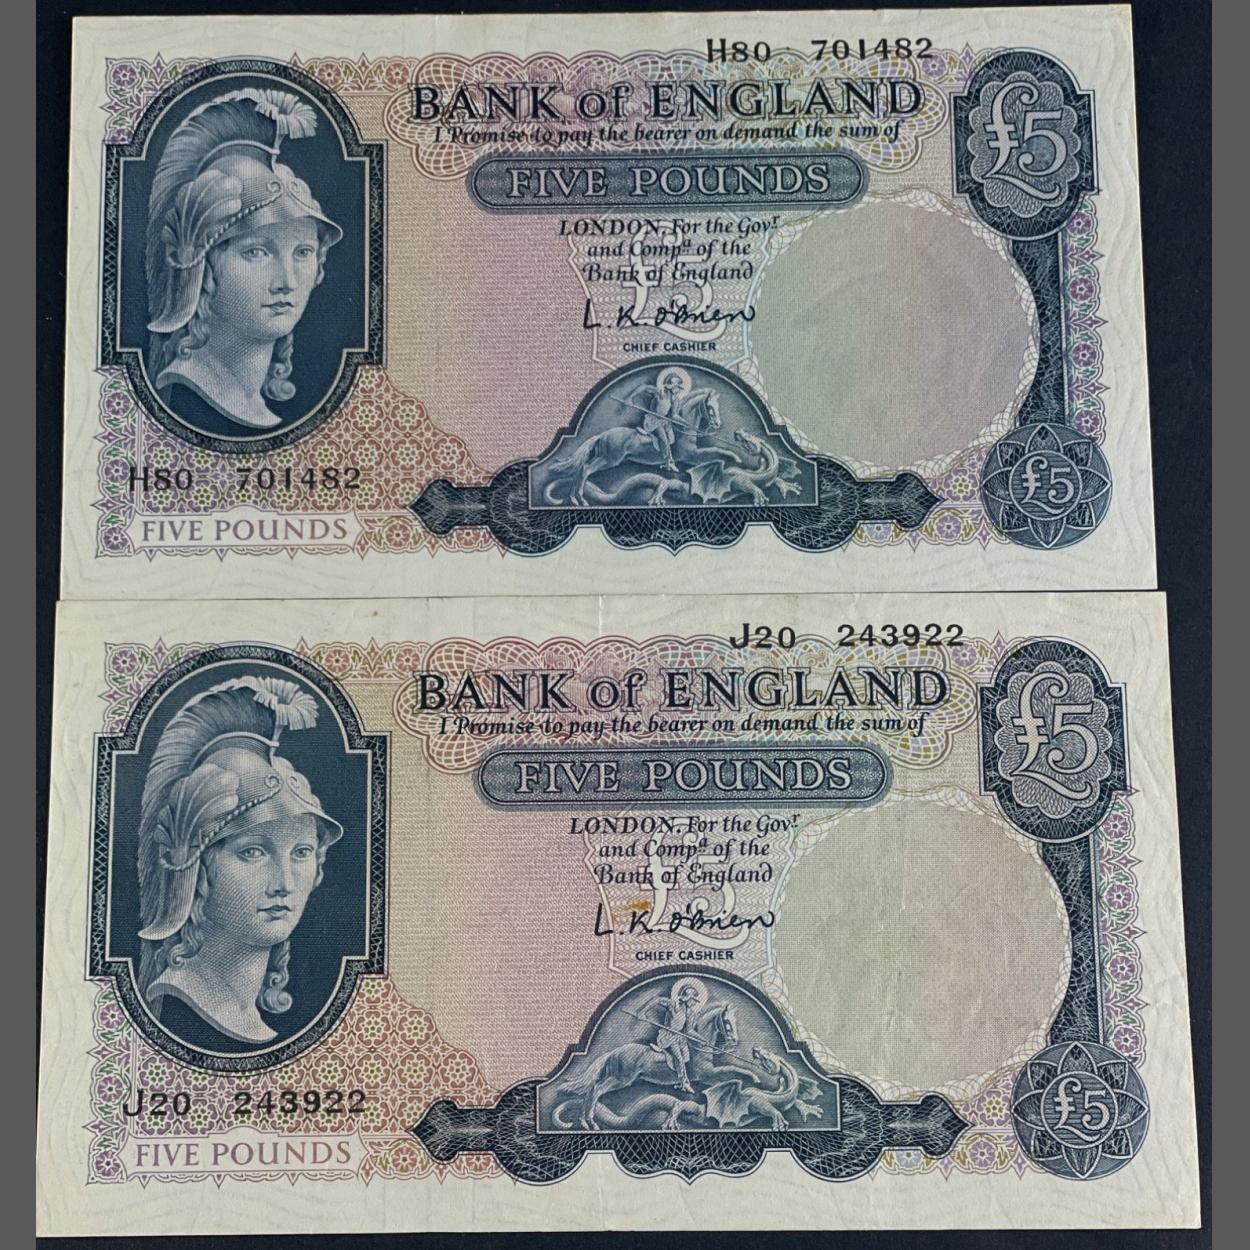 H80 701482
BANK of ENGLAND
I Promise to pay the bearer on demand the sum of
£5
FIVE POUNDS
LONDON, For the Govʳ
and Compᵃ of the
Bank of England
£5
L. K. O'Brien
CHIEF CASHIER
H80 701482
£5
FIVE POUNDS
J20 243922
BANK of ENGLAND
I Promise to pay the bearer on demand the sum of
£5
FIVE POUNDS
LONDON, For the Govʳ
and Compᵃ of the
Bank of England
£5
L. K. O'Brien
CHIEF CASHIER
J20 243922
£5
FIVE POUNDS